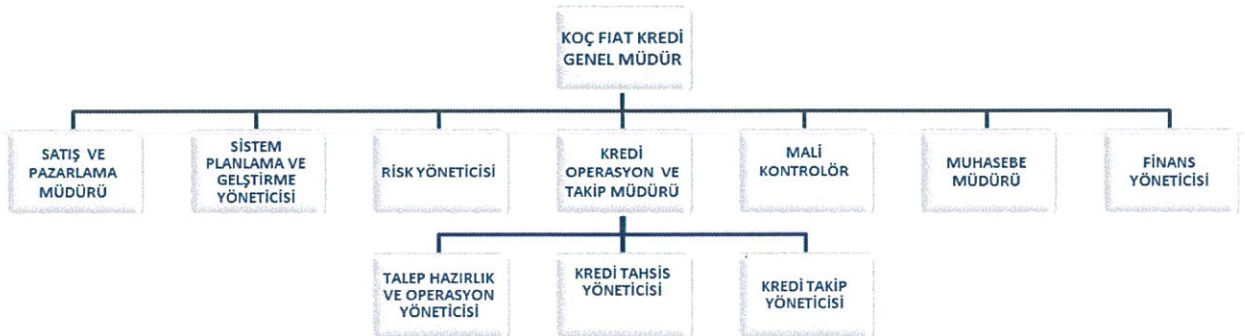 KOÇ FIAT KREDİ
GENEL MÜDÜR
SATIŞ VE
PAZARLAMA
MÜDÜRÜ
SİSTEM
PLANLAMA VE
GELŞTİRME
YÖNETİCİSİ
RİSK YÖNETİCİSİ
KREDİ
OPERASYON VE
TAKİP MÜDÜRÜ
MALİ
KONTROLÖR
MUHASEBE
MÜDÜRÜ
FİNANS
YÖNETİCİSİ
TALEP HAZIRLIK
VE OPERASYON
YÖNETİCİSİ
KREDİ TAHSİS
YÖNETİCİSİ
KREDİ TAKİP
YÖNETİCİSİ